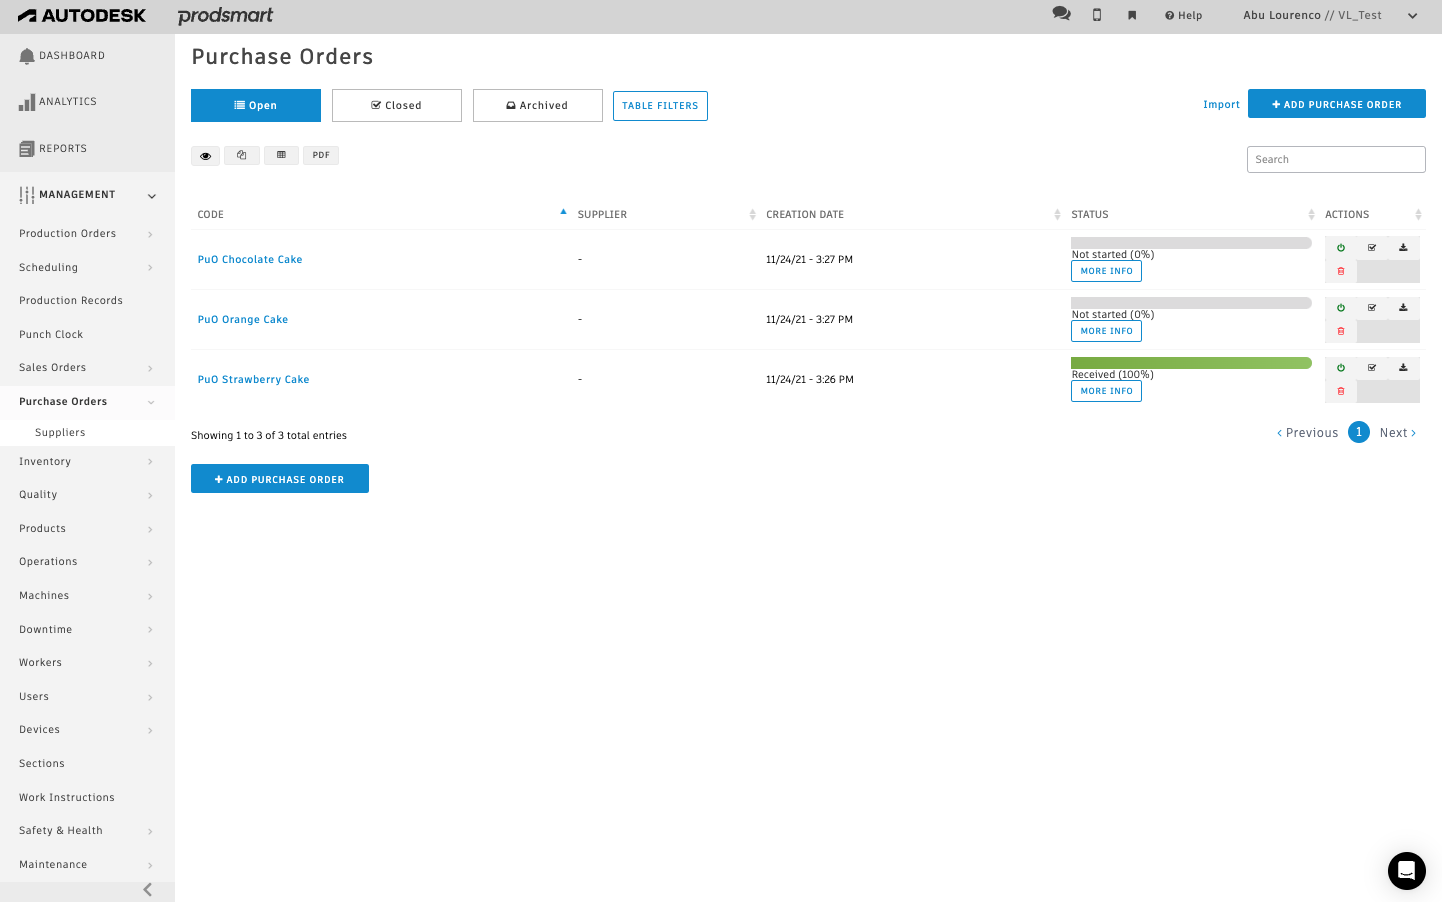 AUTODESK prodsmart
Help
Abu Lourenco // VL_Test
DASHBOARD
ANALYTICS
REPORTS
MANAGEMENT
Production Orders
Scheduling
Production Records
Punch Clock
Sales Orders
Purchase Orders
Suppliers
Inventory
Quality
Products
Operations
Machines
Downtime
Workers
Users
Devices
Sections
Work Instructions
Safety & Health
Maintenance
Purchase Orders
Open Closed Archived TABLE FILTERS
Import + ADD PURCHASE ORDER
PDF
Search
CODE SUPPLIER CREATION DATE STATUS ACTIONS
PuO Chocolate Cake - 11/24/21 - 3:27 PM Not started (0%)
MORE INFO
PuO Orange Cake - 11/24/21 - 3:27 PM Not started (0%)
MORE INFO
PuO Strawberry Cake - 11/24/21 - 3:26 PM Received (100%)
MORE INFO
Showing 1 to 3 of 3 total entries
‹ Previous 1 Next ›
+ ADD PURCHASE ORDER